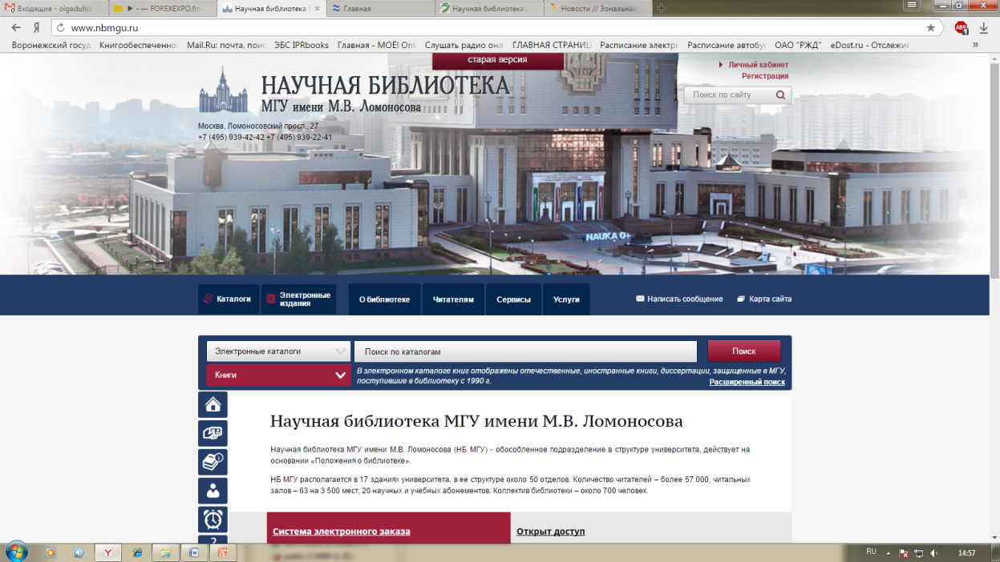 Входящие - olgaduho
▶ - — FOREXEXPO.fm
Научная библиотека
Главная
Научная библиотека
Новости // Зональная
Я
www.nbmgu.ru
ABP
Воронежский госуд
Книгообеспеченно
Mail.Ru: почта, поис
ЭБС IPRbooks
Главная - МОЁ! Onli
Слушать радио онл
ГЛАВНАЯ СТРАНИЦ
Расписание электри
Расписание автобус
ОАО "РЖД"
eDost.ru - Отслежив
»
старая версия
Личный кабинет
Регистрация
НАУЧНАЯ БИБЛИОТЕКА
МГУ имени М.В. Ломоносова
Поиск по сайту
Москва, Ломоносовский просп., 27
+7 (495) 939-42-42 +7 (495) 939-22-41
NAUKA 0+
Каталоги
Электронные
издания
О библиотеке
Читателям
Сервисы
Услуги
Написать сообщение
Карта сайта
Электронные каталоги
Поиск по каталогам
Поиск
Книги
В электронном каталоге книг отображены отечественные, иностранные книги, диссертации, защищенные в МГУ,
поступившие в библиотеку с 1990 г.
Расширенный поиск
Научная библиотека МГУ имени М.В. Ломоносова
Научная библиотека МГУ имени М.В. Ломоносова (НБ МГУ) - обособленное подразделение в структуре университета, действует на
основании «Положения о библиотеке».
НБ МГУ располагается в 17 зданиях университета, в ее структуре около 50 отделов. Количество читателей – более 57 000, читальных
залов – 63 на 3 500 мест, 20 научных и учебных абонементов. Коллектив библиотеки – около 700 человек.
Система электронного заказа
Открыт доступ
RU
14:57